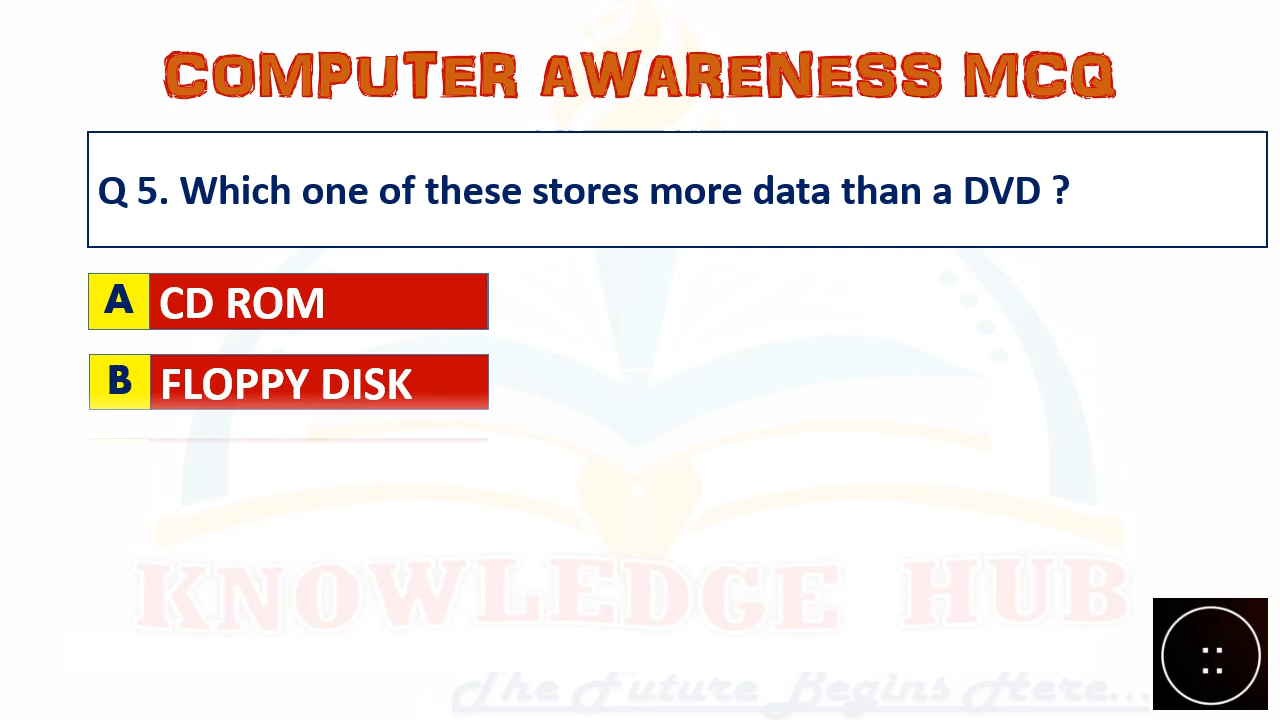 COMPUTER AWARENESS MCQ
Q 5. Which one of these stores more data than a DVD ?
A CD ROM
B FLOPPY DISK
KNOWLEDGE HUB
The Future Begins Here...
::